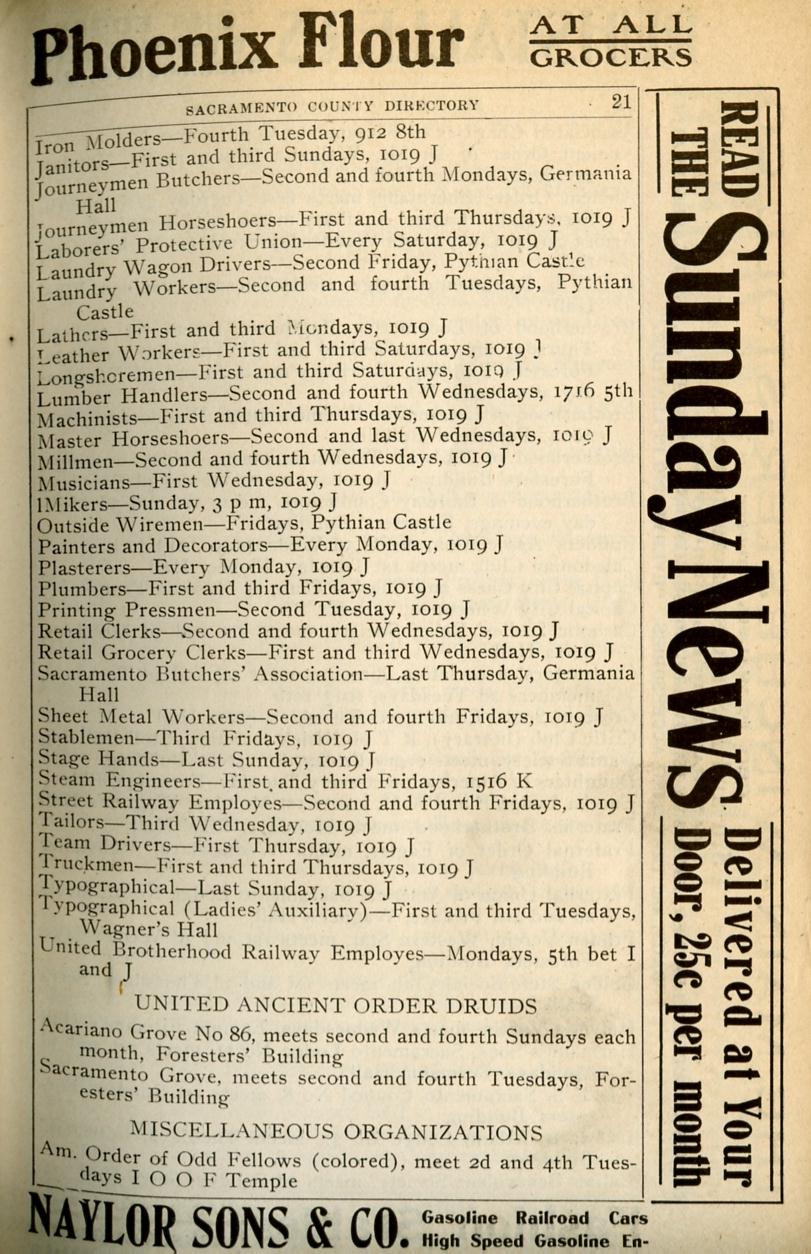 Phoenix Flour
AT ALL
GROCERS
SACRAMENTO COUNTY DIRECTORY 21
Iron Molders—Fourth Tuesday, 912 8th
Janitors—First and third Sundays, 1019 J
Journeymen Butchers—Second and fourth Mondays, Germania
Hall
Journeymen Horseshoers—First and third Thursdays, 1019 J
Laborers' Protective Union—Every Saturday, 1019 J
Laundry Wagon Drivers—Second Friday, Pythian Castle
Laundry Workers—Second and fourth Tuesdays, Pythian
Castle
Lathers—First and third Mondays, 1019 J
Leather Workers—First and third Saturdays, 1019 J
Longshoremen—First and third Saturdays, 1019 J
Lumber Handlers—Second and fourth Wednesdays, 1716 5th
Machinists—First and third Thursdays, 1019 J
Master Horseshoers—Second and last Wednesdays, 1019 J
Millmen—Second and fourth Wednesdays, 1019 J
Musicians—First Wednesday, 1019 J
lMikers—Sunday, 3 p m, 1019 J
Outside Wiremen—Fridays, Pythian Castle
Painters and Decorators—Every Monday, 1019 J
Plasterers—Every Monday, 1019 J
Plumbers—First and third Fridays, 1019 J
Printing Pressmen—Second Tuesday, 1019 J
Retail Clerks—Second and fourth Wednesdays, 1019 J
Retail Grocery Clerks—First and third Wednesdays, 1019 J
Sacramento Butchers' Association—Last Thursday, Germania
Hall
Sheet Metal Workers—Second and fourth Fridays, 1019 J
Stablemen—Third Fridays, 1019 J
Stage Hands—Last Sunday, 1019 J
Steam Engineers—First and third Fridays, 1516 K
Street Railway Employes—Second and fourth Fridays, 1019 J
Tailors—Third Wednesday, 1019 J
Team Drivers—First Thursday, 1019 J
Truckmen—First and third Thursdays, 1019 J
Typographical—Last Sunday, 1019 J
Typographical (Ladies' Auxiliary)—First and third Tuesdays,
Wagner's Hall
United Brotherhood Railway Employes—Mondays, 5th bet I
and J
UNITED ANCIENT ORDER DRUIDS
Acariano Grove No 86, meets second and fourth Sundays each
month, Foresters' Building
Sacramento Grove, meets second and fourth Tuesdays, For-
esters' Building
MISCELLANEOUS ORGANIZATIONS
Am. Order of Odd Fellows (colored), meet 2d and 4th Tues-
days I O O F Temple
READ
THE
Sunday News
Delivered at Your
Door, 25c per month
NAYLOR SONS & CO.
Gasoline Railroad Cars
High Speed Gasoline En-